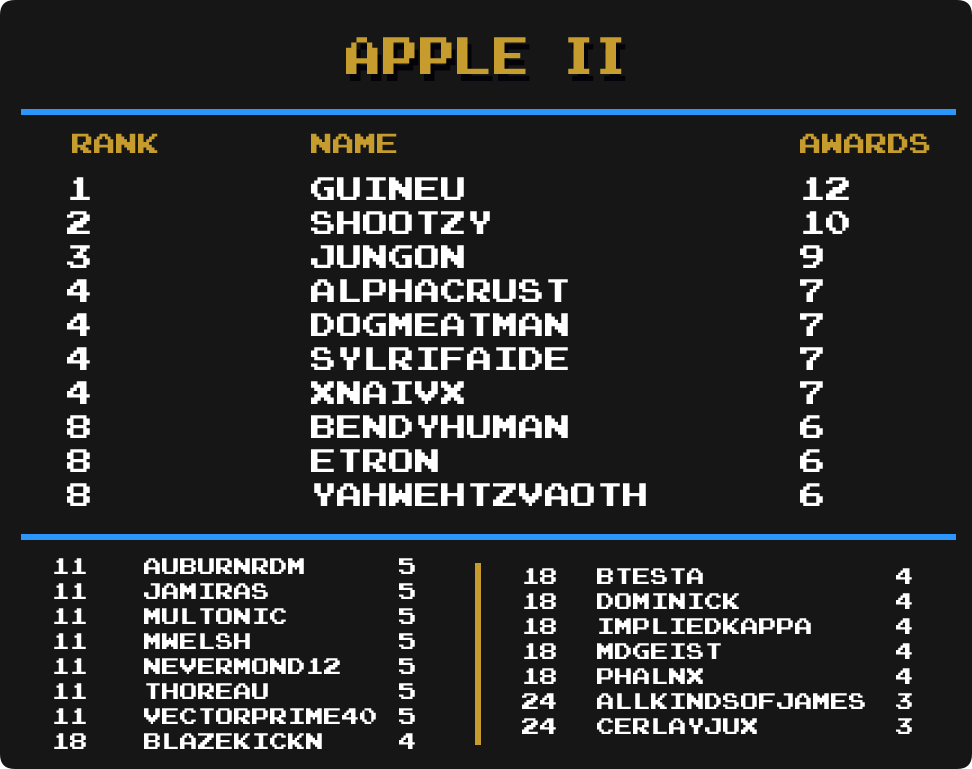 APPLE II
RANK NAME AWARDS
1 GUINEU 12
2 SHOOTZY 10
3 JUNGON 9
4 ALPHACRUST 7
4 DOGMEATMAN 7
4 SYLRIFAIDE 7
4 XNAIVX 7
8 BENDYHUMAN 6
8 ETRON 6
8 YAHWEHTZVAOTH 6
11 AUBURNRDM 5
11 JAMIRAS 5
11 MULTONIC 5
11 MWELSH 5
11 NEVERMOND12 5
11 THOREAU 5
11 VECTORPRIME40 5
18 BLAZEKICKN 4
18 BTESTA 4
18 DOMINICK 4
18 IMPLIEDKAPPA 4
18 MDGEIST 4
18 PHALNX 4
24 ALLKINDSOFJAMES 3
24 CERLAYJUX 3